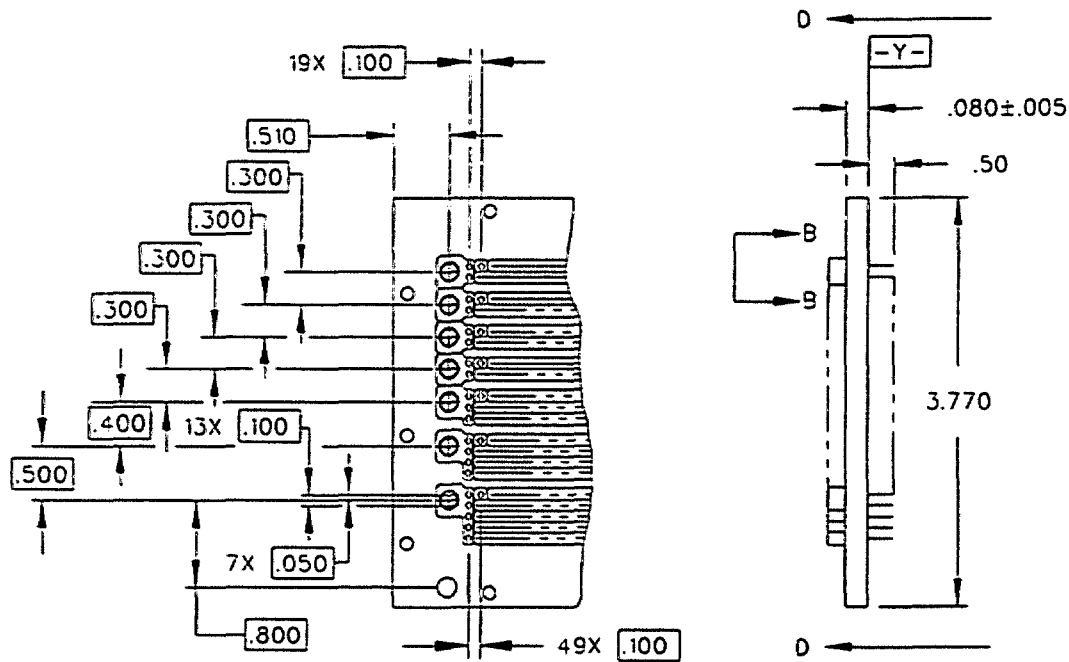 D
-Y-
19X .100
.080±.005
.510
.50
.300
.300
B
.300
B
.300
3.770
.400 13X .100
.500
7X .050
.800
49X .100
D